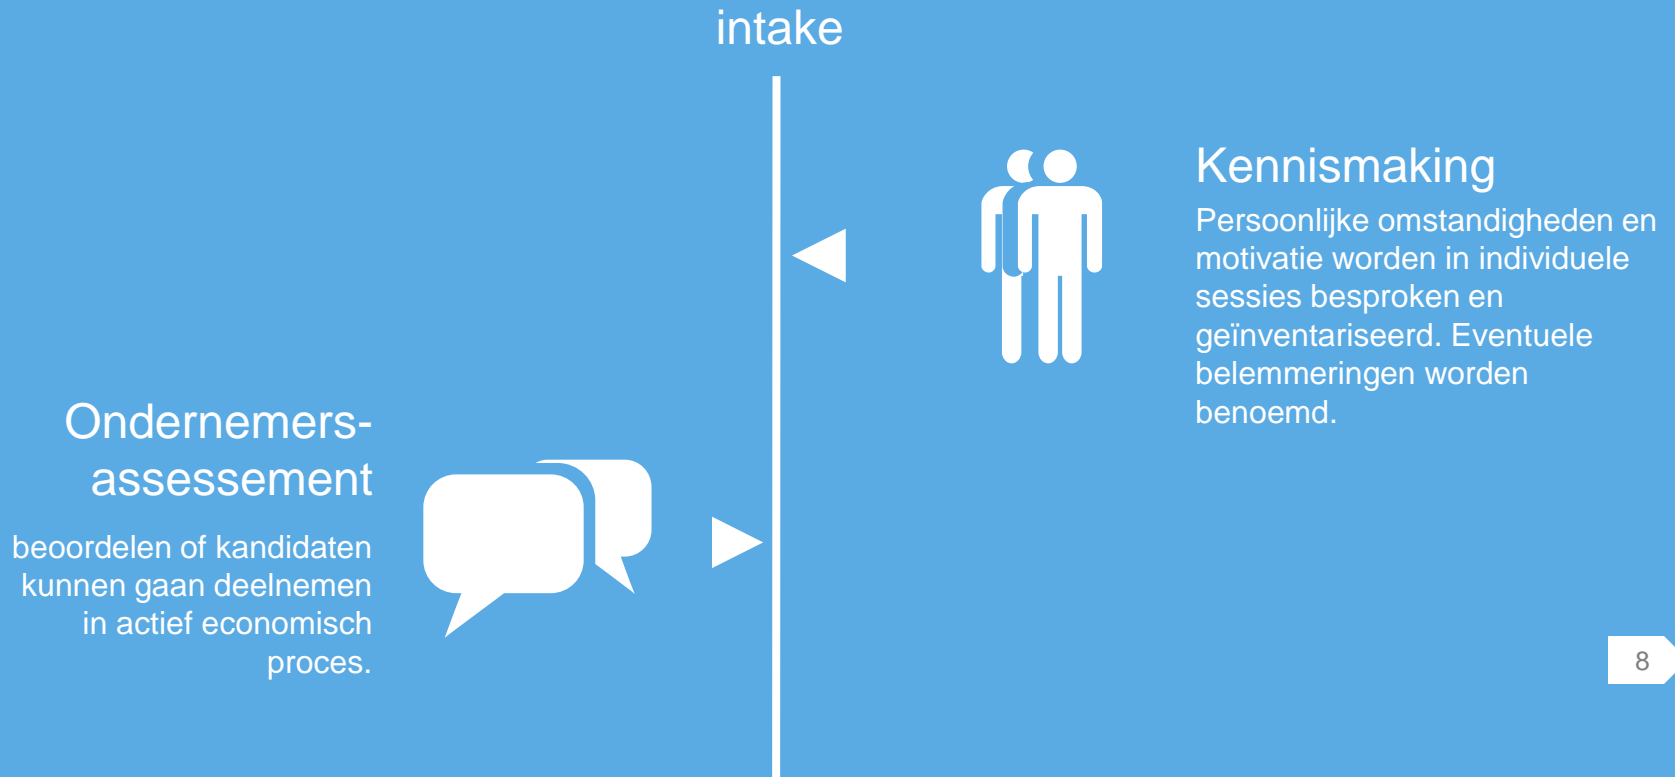 intake
Kennismaking
Persoonlijke omstandigheden en
motivatie worden in individuele
sessies besproken en
geïnventariseerd. Eventuele
belemmeringen worden
benoemd.
Ondernemers-
assessement
beoordelen of kandidaten
kunnen gaan deelnemen
in actief economisch
proces.
8